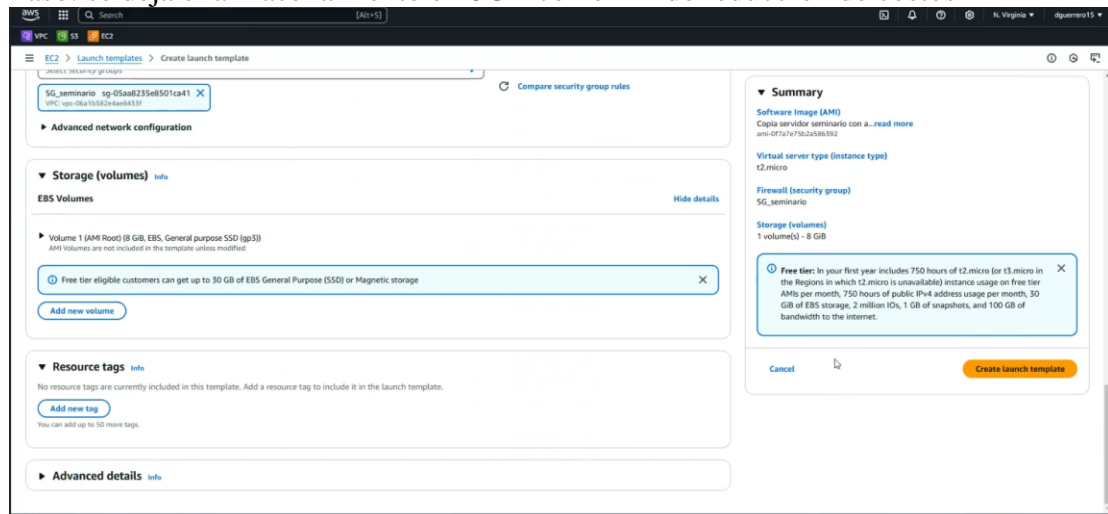 aws
Search
[Alt+S]
N. Virginia
dguerrero15
VPC
S3
EC2
EC2 > Launch templates > Create launch template
Select security groups
SG_seminario sg-05aa8235e8501ca41
Compare security group rules
Advanced network configuration
Storage (volumes) Info
EBS Volumes
Hide details
Volume 1 (AMI Root) (8 GiB, EBS, General purpose SSD (gp3))
AMI Volumes are not included in the template unless modified
Free tier eligible customers can get up to 30 GB of EBS General Purpose (SSD) or Magnetic storage
Add new volume
Resource tags Info
No resource tags are currently included in this template. Add a resource tag to include it in the launch template.
Add new tag
You can add up to 50 more tags.
Advanced details Info
Summary
Software Image (AMI)
Copia servidor seminario con a...read more
ami-0f7a7e75b2a586392
Virtual server type (instance type)
t2.micro
Firewall (security group)
SG_seminario
Storage (volumes)
1 volume(s) - 8 GiB
Free tier: In your first year includes 750 hours of t2.micro (or t3.micro in
the Regions in which t2.micro is unavailable) instance usage on free tier
AMIs per month, 750 hours of public IPv4 address usage per month, 30
GiB of EBS storage, 2 million IOs, 1 GB of snapshots, and 100 GB of
bandwidth to the internet.
Cancel
Create launch template